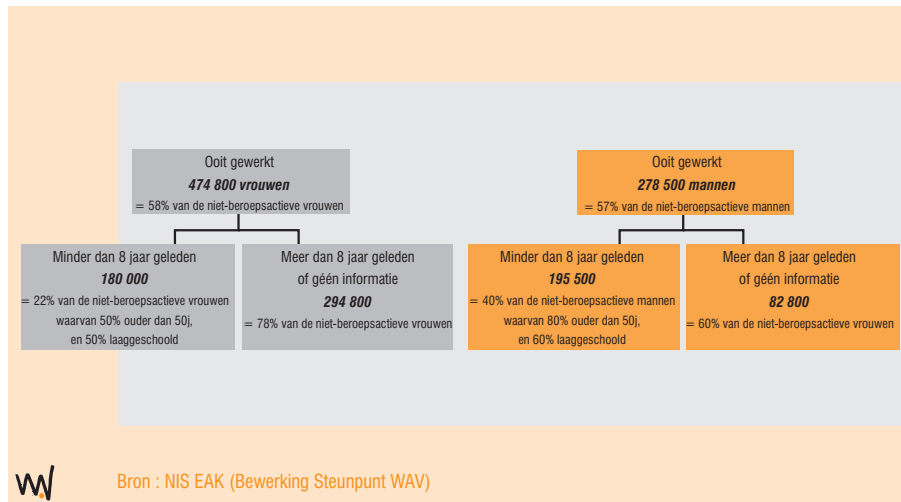 Ooit gewerkt
474 800 vrouwen
= 58% van de niet-beroepsactieve vrouwen
Minder dan 8 jaar geleden
180 000
= 22% van de niet-beroepsactieve vrouwen
waarvan 50% ouder dan 50j,
en 50% laaggeschoold
Meer dan 8 jaar geleden
of géén informatie
294 800
= 78% van de niet-beroepsactieve vrouwen
Ooit gewerkt
278 500 mannen
= 57% van de niet-beroepsactieve mannen
Minder dan 8 jaar geleden
195 500
= 40% van de niet-beroepsactieve mannen
waarvan 80% ouder dan 50j,
en 60% laaggeschoold
Meer dan 8 jaar geleden
of géén informatie
82 800
= 60% van de niet-beroepsactieve vrouwen
Bron : NIS EAK (Bewerking Steunpunt WAV)